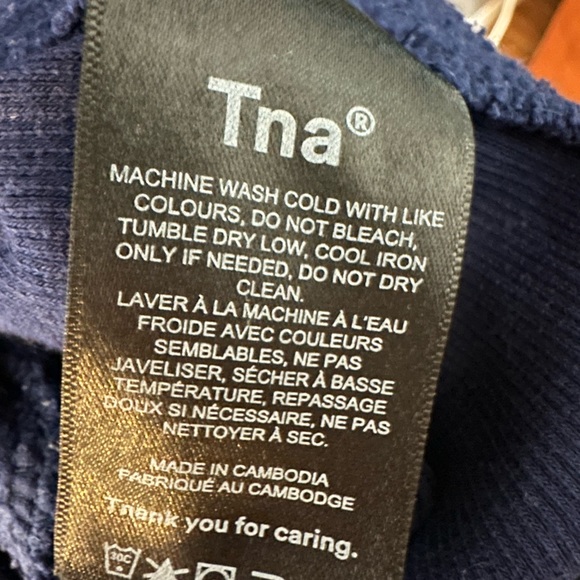 Tna®
MACHINE WASH COLD WITH LIKE
COLOURS, DO NOT BLEACH,
TUMBLE DRY LOW, COOL IRON
ONLY IF NEEDED, DO NOT DRY
CLEAN.
LAVER À LA MACHINE À L'EAU
FROIDE AVEC COULEURS
SEMBLABLES, NE PAS
JAVELISER, SÉCHER À BASSE
TEMPÉRATURE, REPASSAGE
DOUX SI NÉCESSAIRE, NE PAS
NETTOYER À SEC.
MADE IN CAMBODIA
FABRIQUÉ AU CAMBODGE
Thank you for caring.
30C